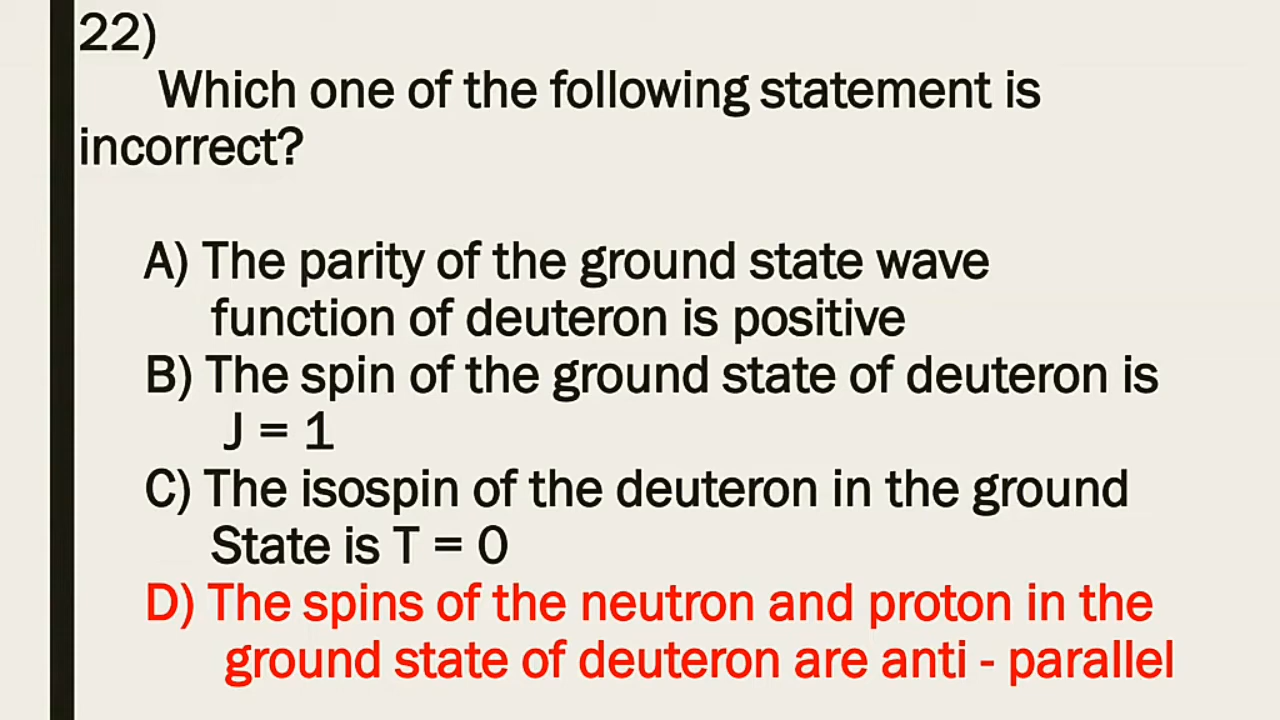 22)
Which one of the following statement is
incorrect?
A) The parity of the ground state wave
function of deuteron is positive
B) The spin of the ground state of deuteron is
J = 1
C) The isospin of the deuteron in the ground
State is T = 0
D) The spins of the neutron and proton in the
ground state of deuteron are anti - parallel